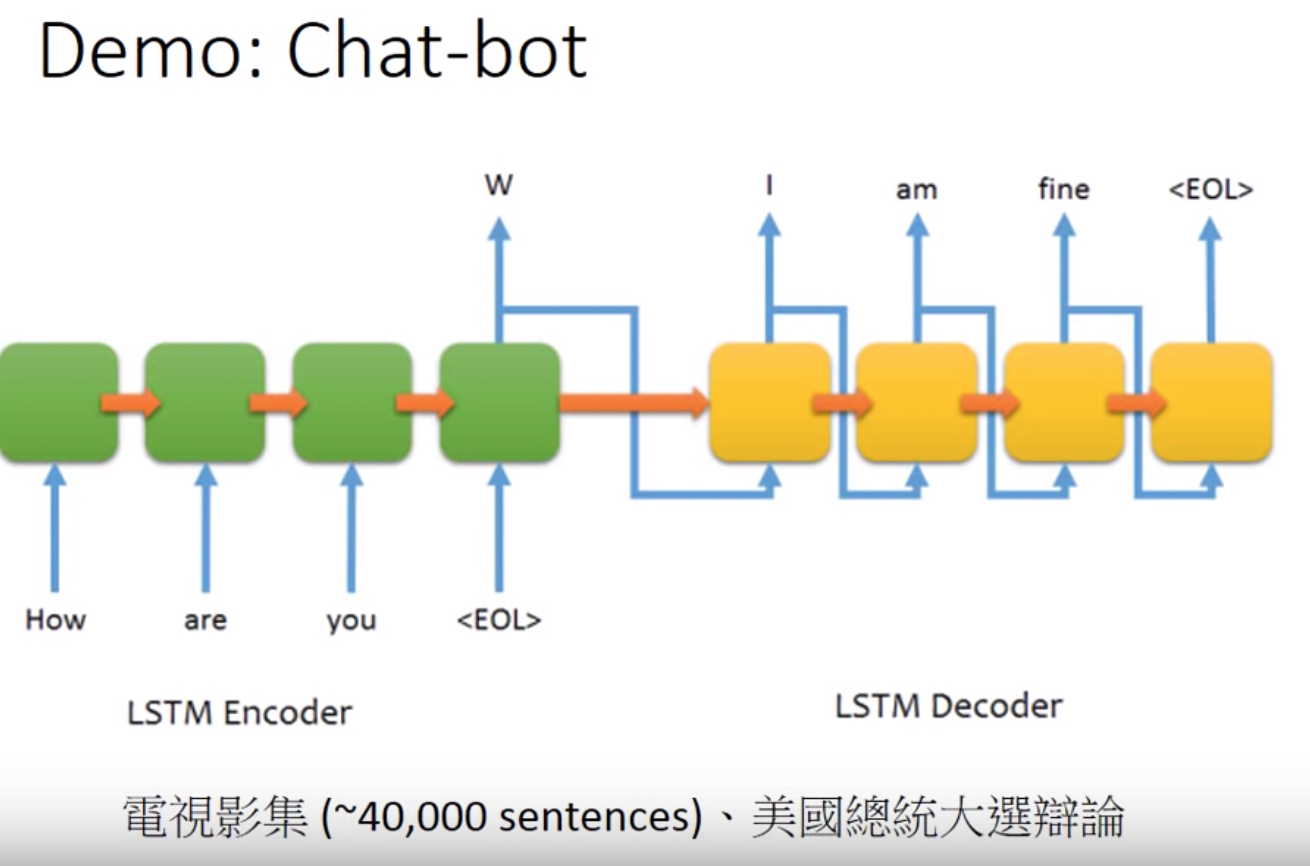 Demo: Chat-bot
W
I am fine <EOL>
How are you <EOL>
LSTM Encoder
LSTM Decoder
電視影集 (~40,000 sentences)、美國總統大選辯論